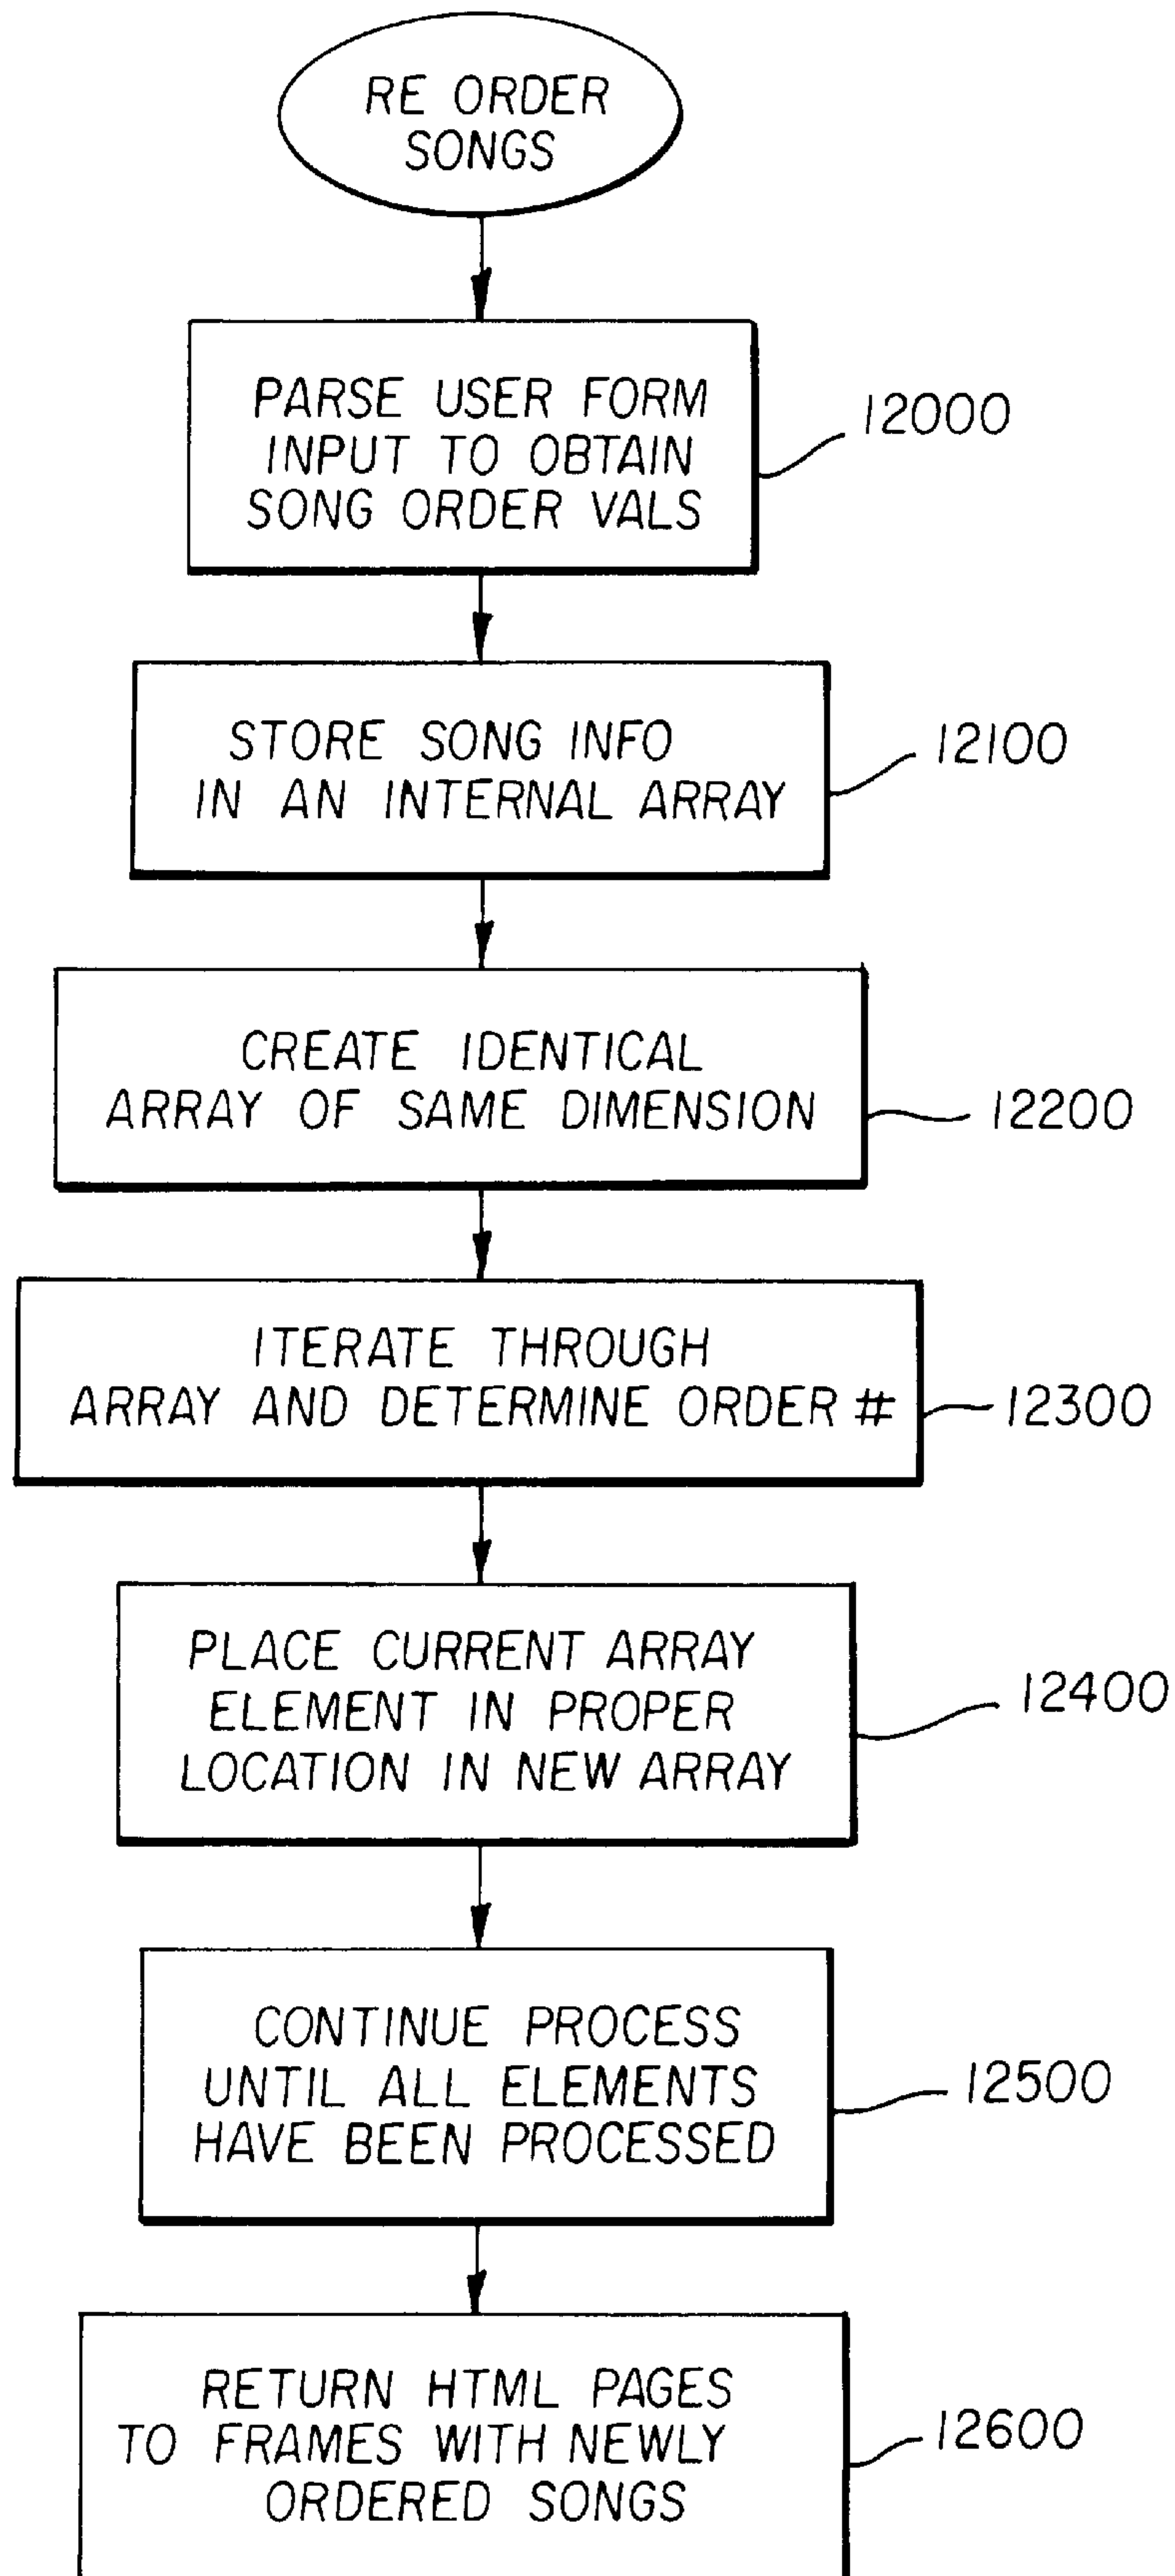 RE ORDER
SONGS
PARSE USER FORM
INPUT TO OBTAIN
SONG ORDER VALS
12000
STORE SONG INFO
IN AN INTERNAL ARRAY
12100
CREATE IDENTICAL
ARRAY OF SAME DIMENSION
12200
ITERATE THROUGH
ARRAY AND DETERMINE ORDER #
12300
PLACE CURRENT ARRAY
ELEMENT IN PROPER
LOCATION IN NEW ARRAY
12400
CONTINUE PROCESS
UNTIL ALL ELEMENTS
HAVE BEEN PROCESSED
12500
RETURN HTML PAGES
TO FRAMES WITH NEWLY
ORDERED SONGS
12600